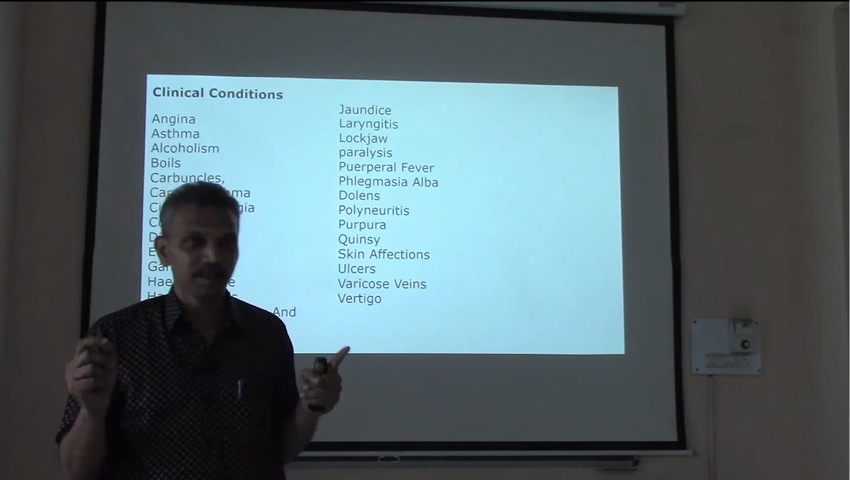 Clinical Conditions
Angina
Asthma
Alcoholism
Boils
Carbuncles,
And
Jaundice
Laryngitis
Lockjaw
paralysis
Puerperal Fever
Phlegmasia Alba
Dolens
Polyneuritis
Purpura
Quinsy
Skin Affections
Ulcers
Varicose Veins
Vertigo